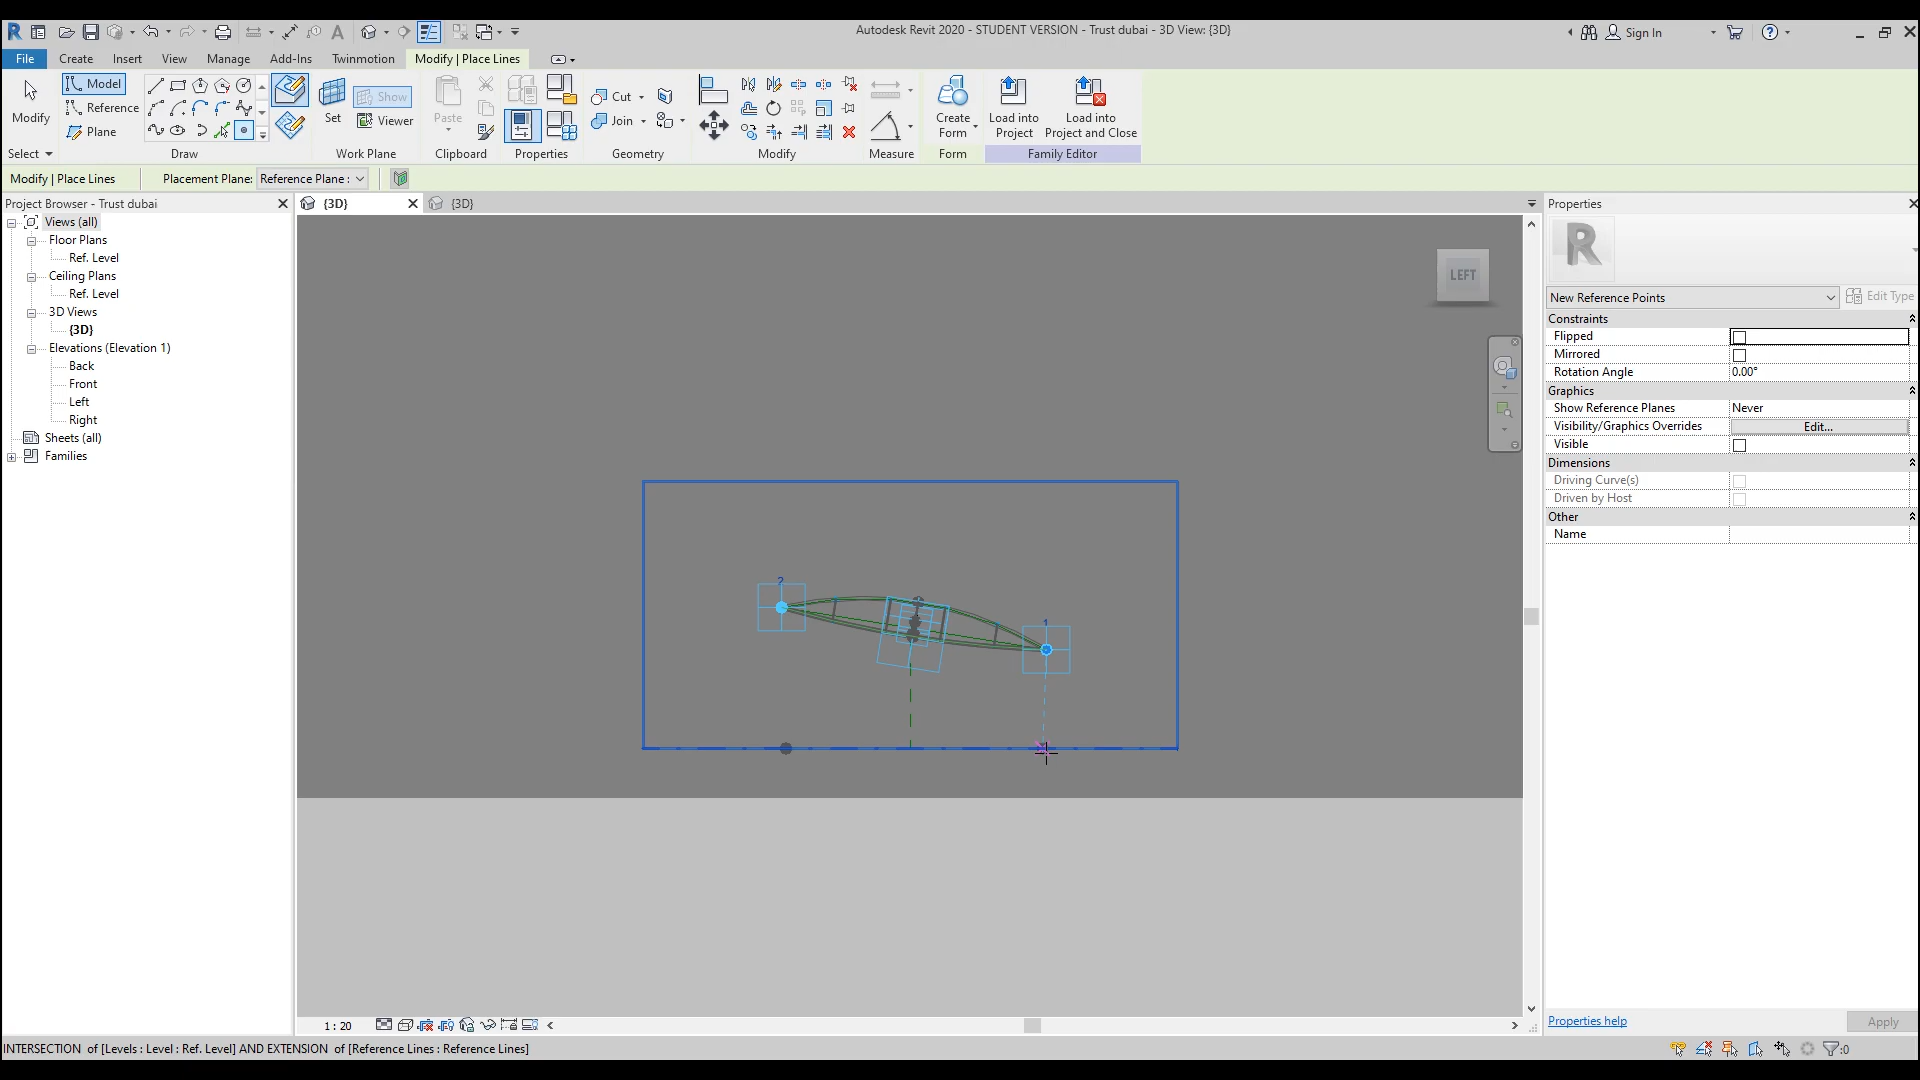 Autodesk Revit 2020 - STUDENT VERSION - Trust dubai - 3D View: {3D}
Sign In
File
Create
Insert
View
Manage
Add-Ins
Twinmotion
Modify | Place Lines
Modify
Model
Reference
Plane
Set
Show
Viewer
Paste
Cut
Join
Create Form
Load into Project
Load into Project and Close
Select
Draw
Work Plane
Clipboard
Properties
Geometry
Modify
Measure
Form
Family Editor
Modify | Place Lines
Placement Plane:
Reference Plane :
Project Browser - Trust dubai
{3D}
{3D}
Properties
Views (all)
Floor Plans
Ref. Level
Ceiling Plans
Ref. Level
3D Views
{3D}
Elevations (Elevation 1)
Back
Front
Left
Right
Sheets (all)
Families
LEFT
2
1
New Reference Points
Edit Type
Constraints
Flipped
Mirrored
Rotation Angle 0.00°
Graphics
Show Reference Planes Never
Visibility/Graphics Overrides Edit...
Visible
Dimensions
Driving Curve(s)
Driven by Host
Other
Name
Properties help
Apply
1 : 20
INTERSECTION of [Levels : Level : Ref. Level] AND EXTENSION of [Reference Lines : Reference Lines]
:0